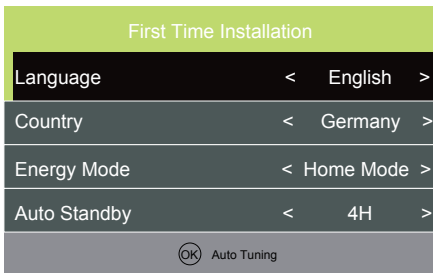 First Time Installation
Language < English >
Country < Germany >
Energy Mode < Home Mode >
Auto Standby < 4H >
OK Auto Tuning